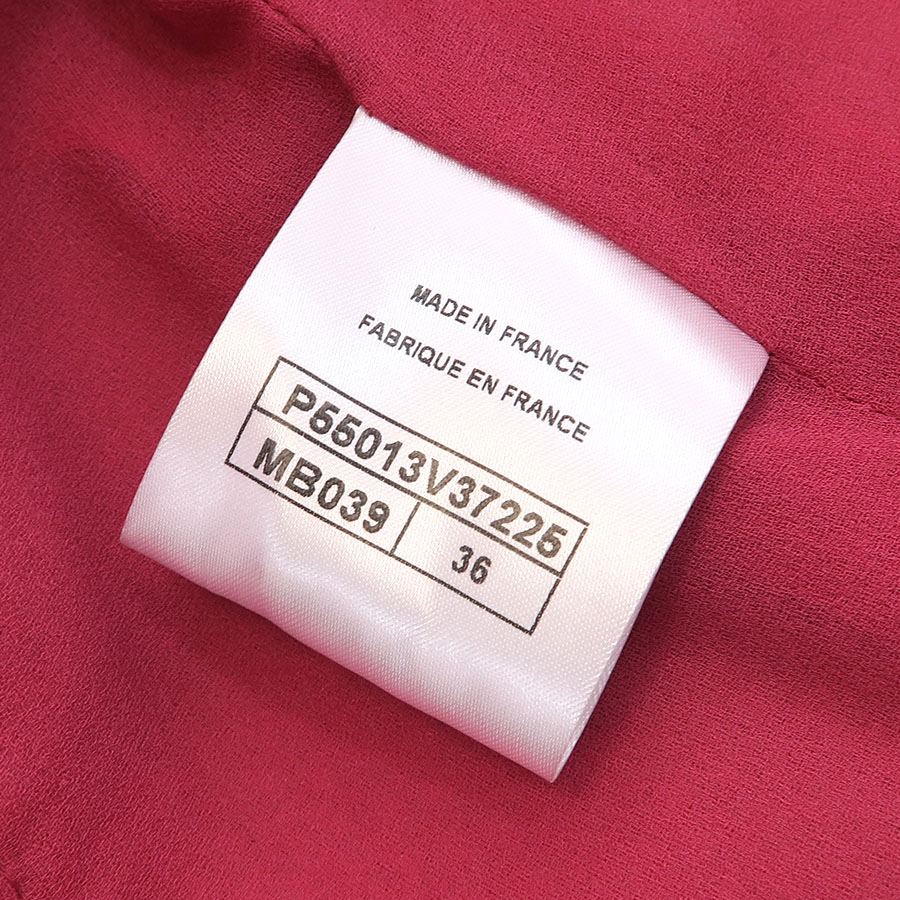 MADE IN FRANCE
FABRIQUE EN FRANCE
P55013V37225
MB039 36